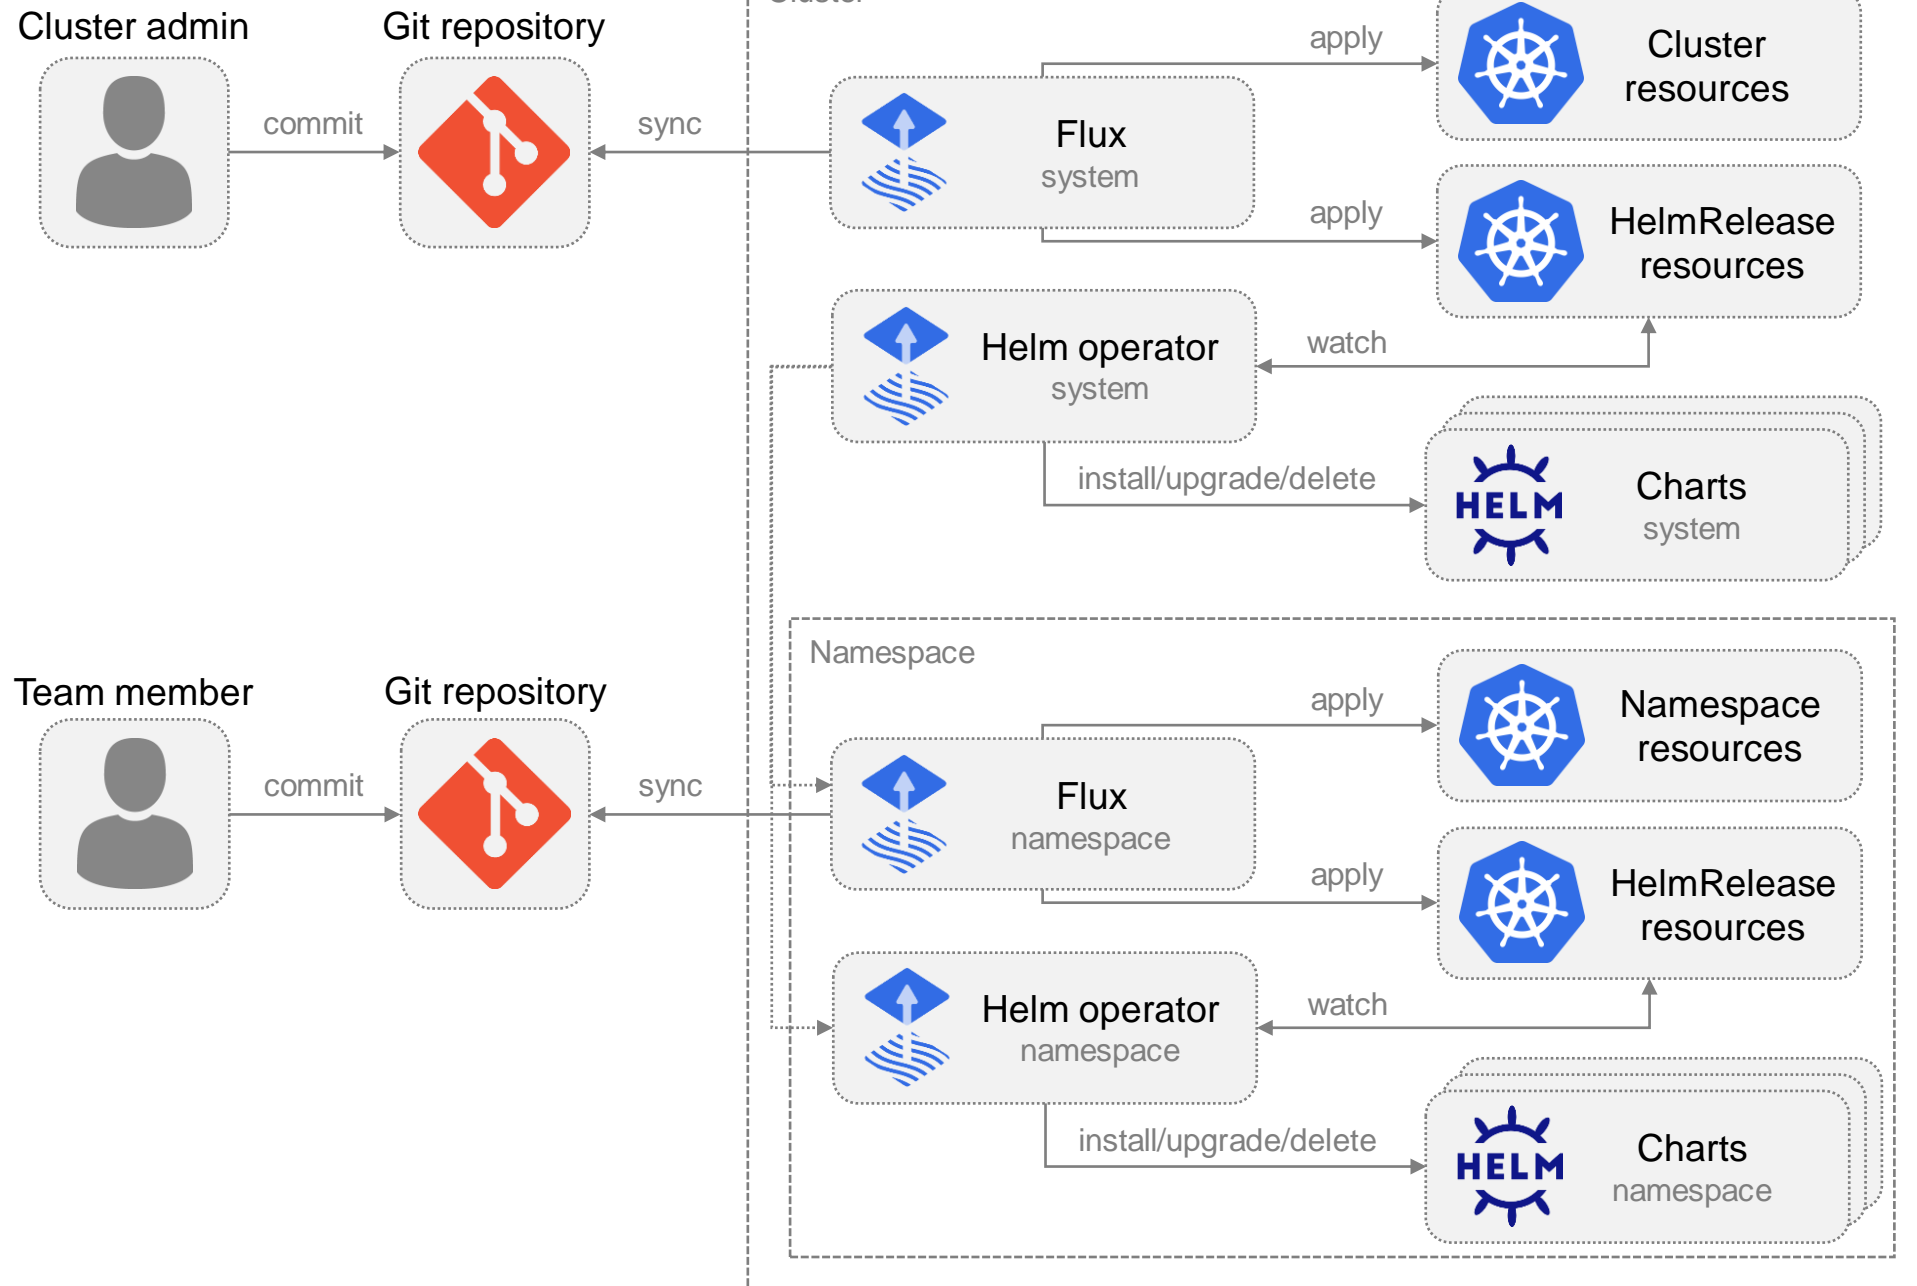 Cluster
Cluster admin
Git repository
commit
sync
Flux
system
apply
Cluster
resources
apply
HelmRelease
resources
Helm operator
system
watch
install/upgrade/delete
HELM
Charts
system
Namespace
Team member
Git repository
commit
sync
Flux
namespace
apply
Namespace
resources
apply
HelmRelease
resources
Helm operator
namespace
watch
install/upgrade/delete
HELM
Charts
namespace